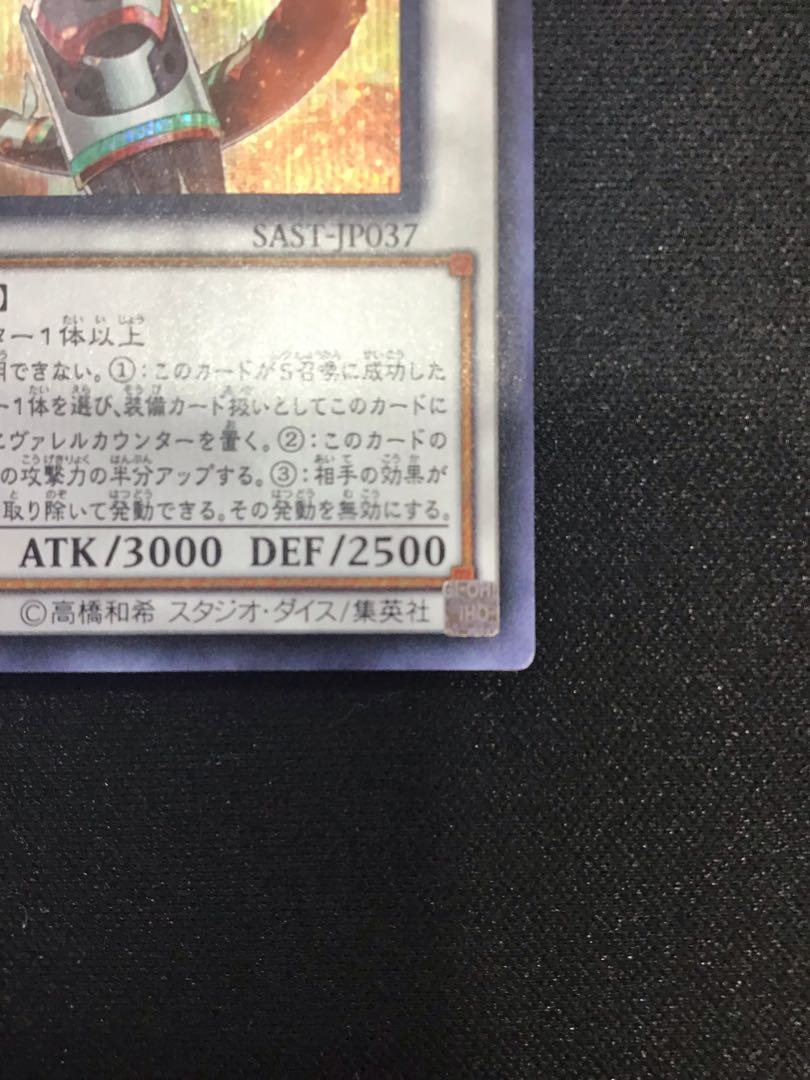 SAST-JP037
】
ター1体以上
用できない。①：このカードがS召喚に成功した
ー1体を選び、装備カード扱いとしてこのカードに
にヴァレルカウンターを置く。②：このカードの
の攻撃力の半分アップする。③：相手の効果が
取り除いて発動できる。その発動を無効にする。
ATK/3000 DEF/2500
©高橋和希 スタジオ・ダイス/集英社